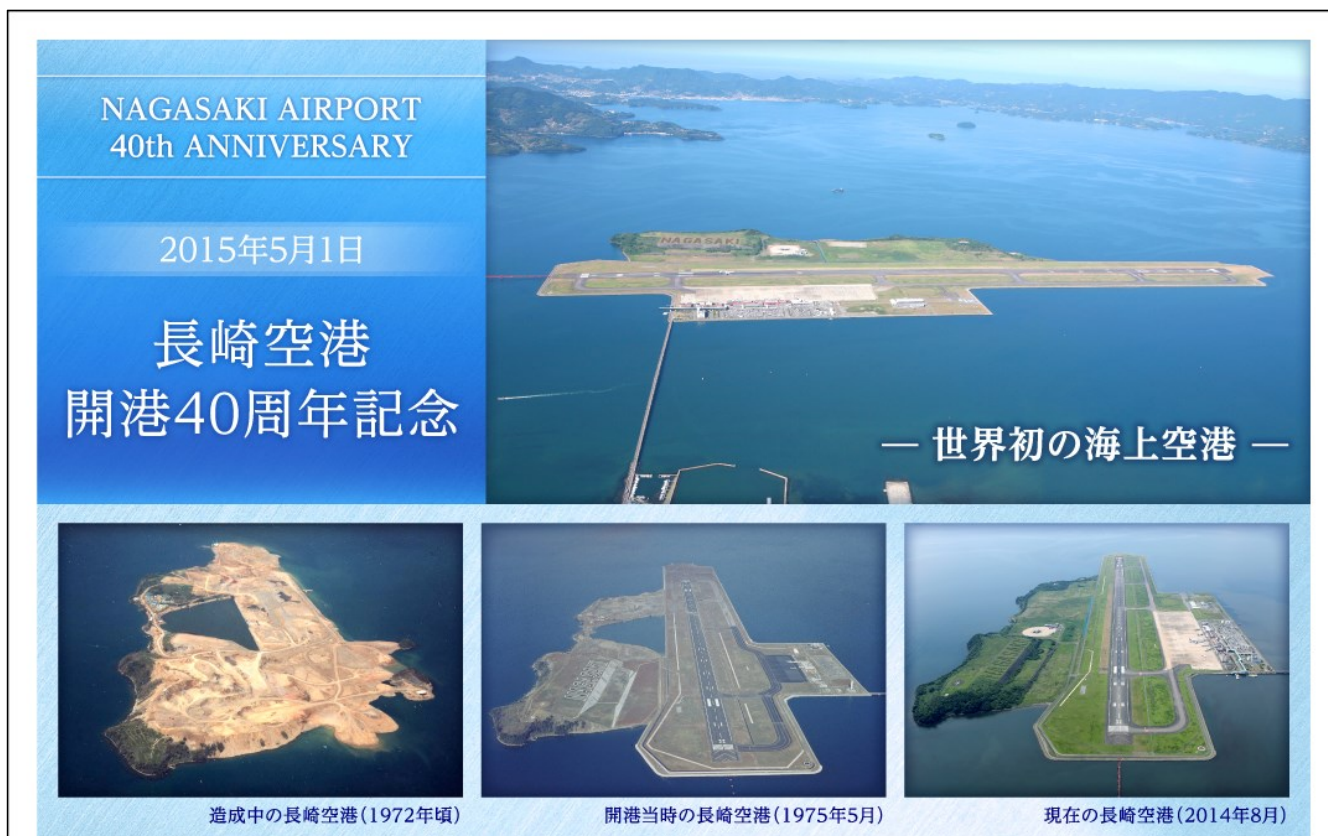 NAGASAKI AIRPORT
40th ANNIVERSARY
2015年5月1日
長崎空港
開港40周年記念
NAGASAKI
― 世界初の海上空港 ―
造成中の長崎空港(1972年頃)
開港当時の長崎空港(1975年5月)
現在の長崎空港(2014年8月)